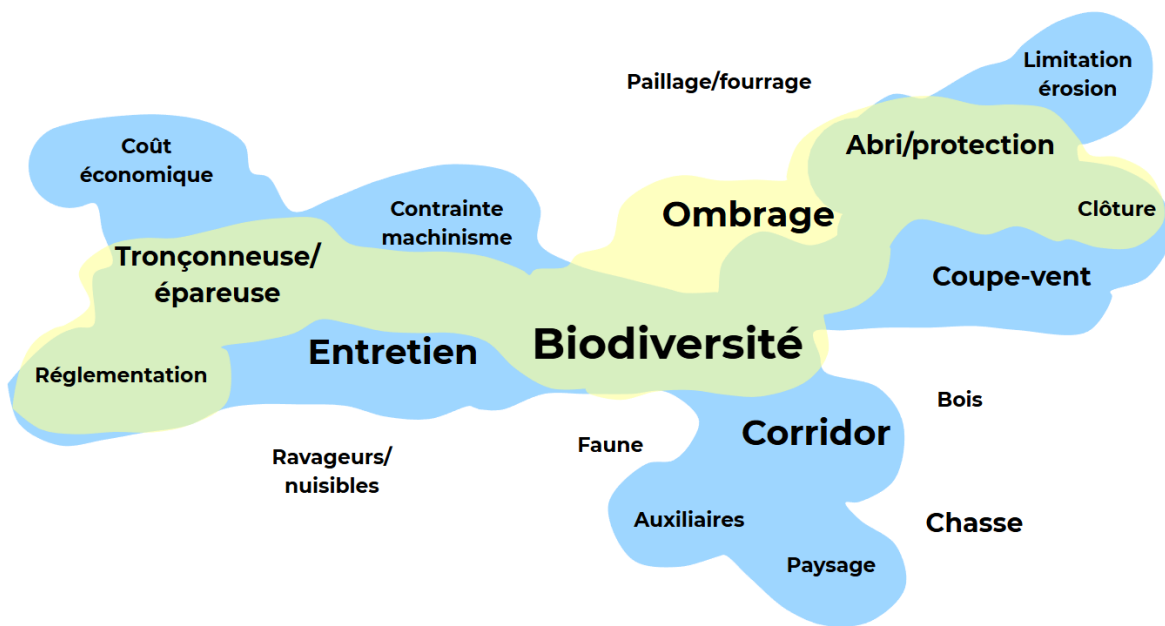 Limitation
érosion
Paillage/fourrage
Coût
économique
Abri/protection
Contrainte
machinisme
Ombrage
Clôture
Tronçonneuse/
épareuse
Coupe-vent
Entretien
Biodiversité
Réglementation
Bois
Corridor
Faune
Ravageurs/
nuisibles
Auxiliaires
Chasse
Paysage